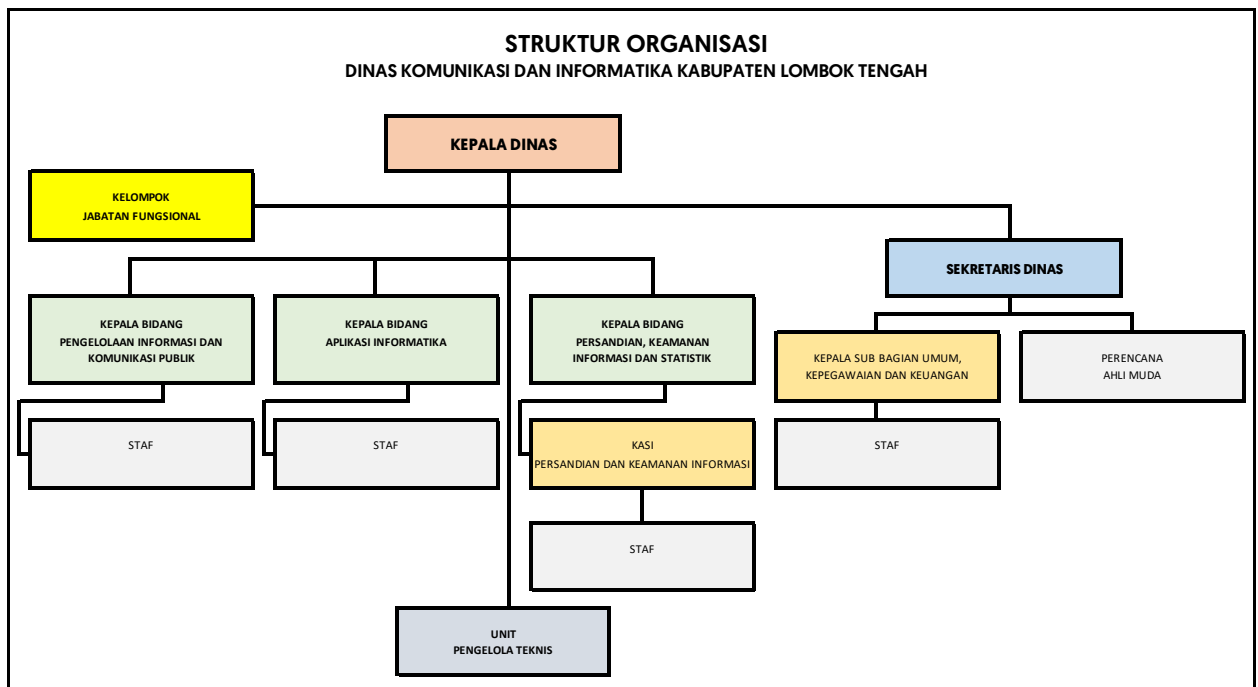 STRUKTUR ORGANISASI
DINAS KOMUNIKASI DAN INFORMATIKA KABUPATEN LOMBOK TENGAH
KEPALA DINAS
KELOMPOK
JABATAN FUNGSIONAL
SEKRETARIS DINAS
KEPALA BIDANG
PENGELOLAAN INFORMASI DAN
KOMUNIKASI PUBLIK
KEPALA BIDANG
APLIKASI INFORMATIKA
KEPALA BIDANG
PERSANDIAN, KEAMANAN
INFORMASI DAN STATISTIK
KEPALA SUB BAGIAN UMUM,
KEPEGAWAIAN DAN KEUANGAN
PERENCANA
AHLI MUDA
STAF
STAF
KASI
PERSANDIAN DAN KEAMANAN INFORMASI
STAF
STAF
UNIT
PENGELOLA TEKNIS